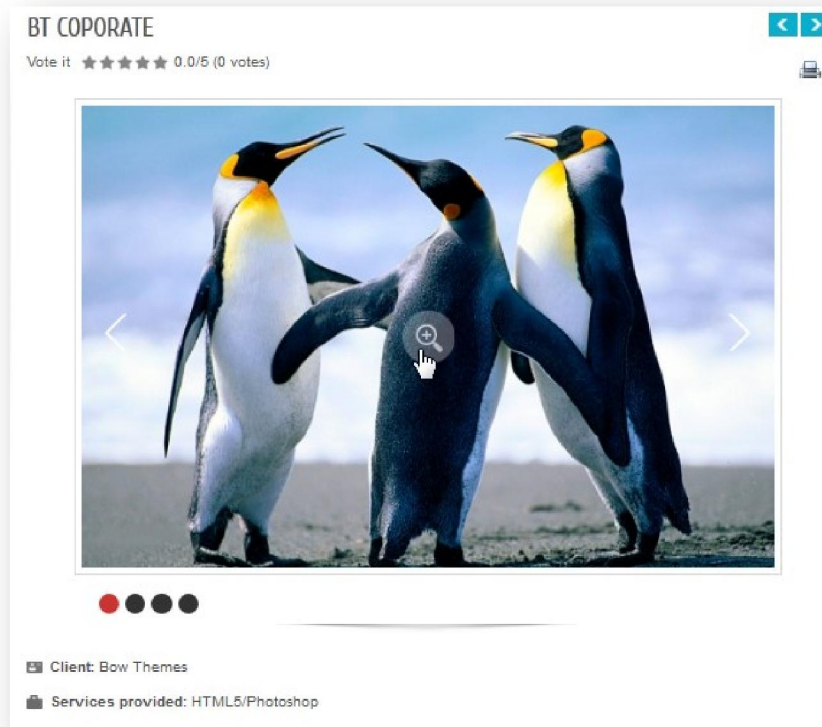 BT COPORATE
Vote it 0.0/5 (0 votes)
Client: Bow Themes
Services provided: HTML5/Photoshop